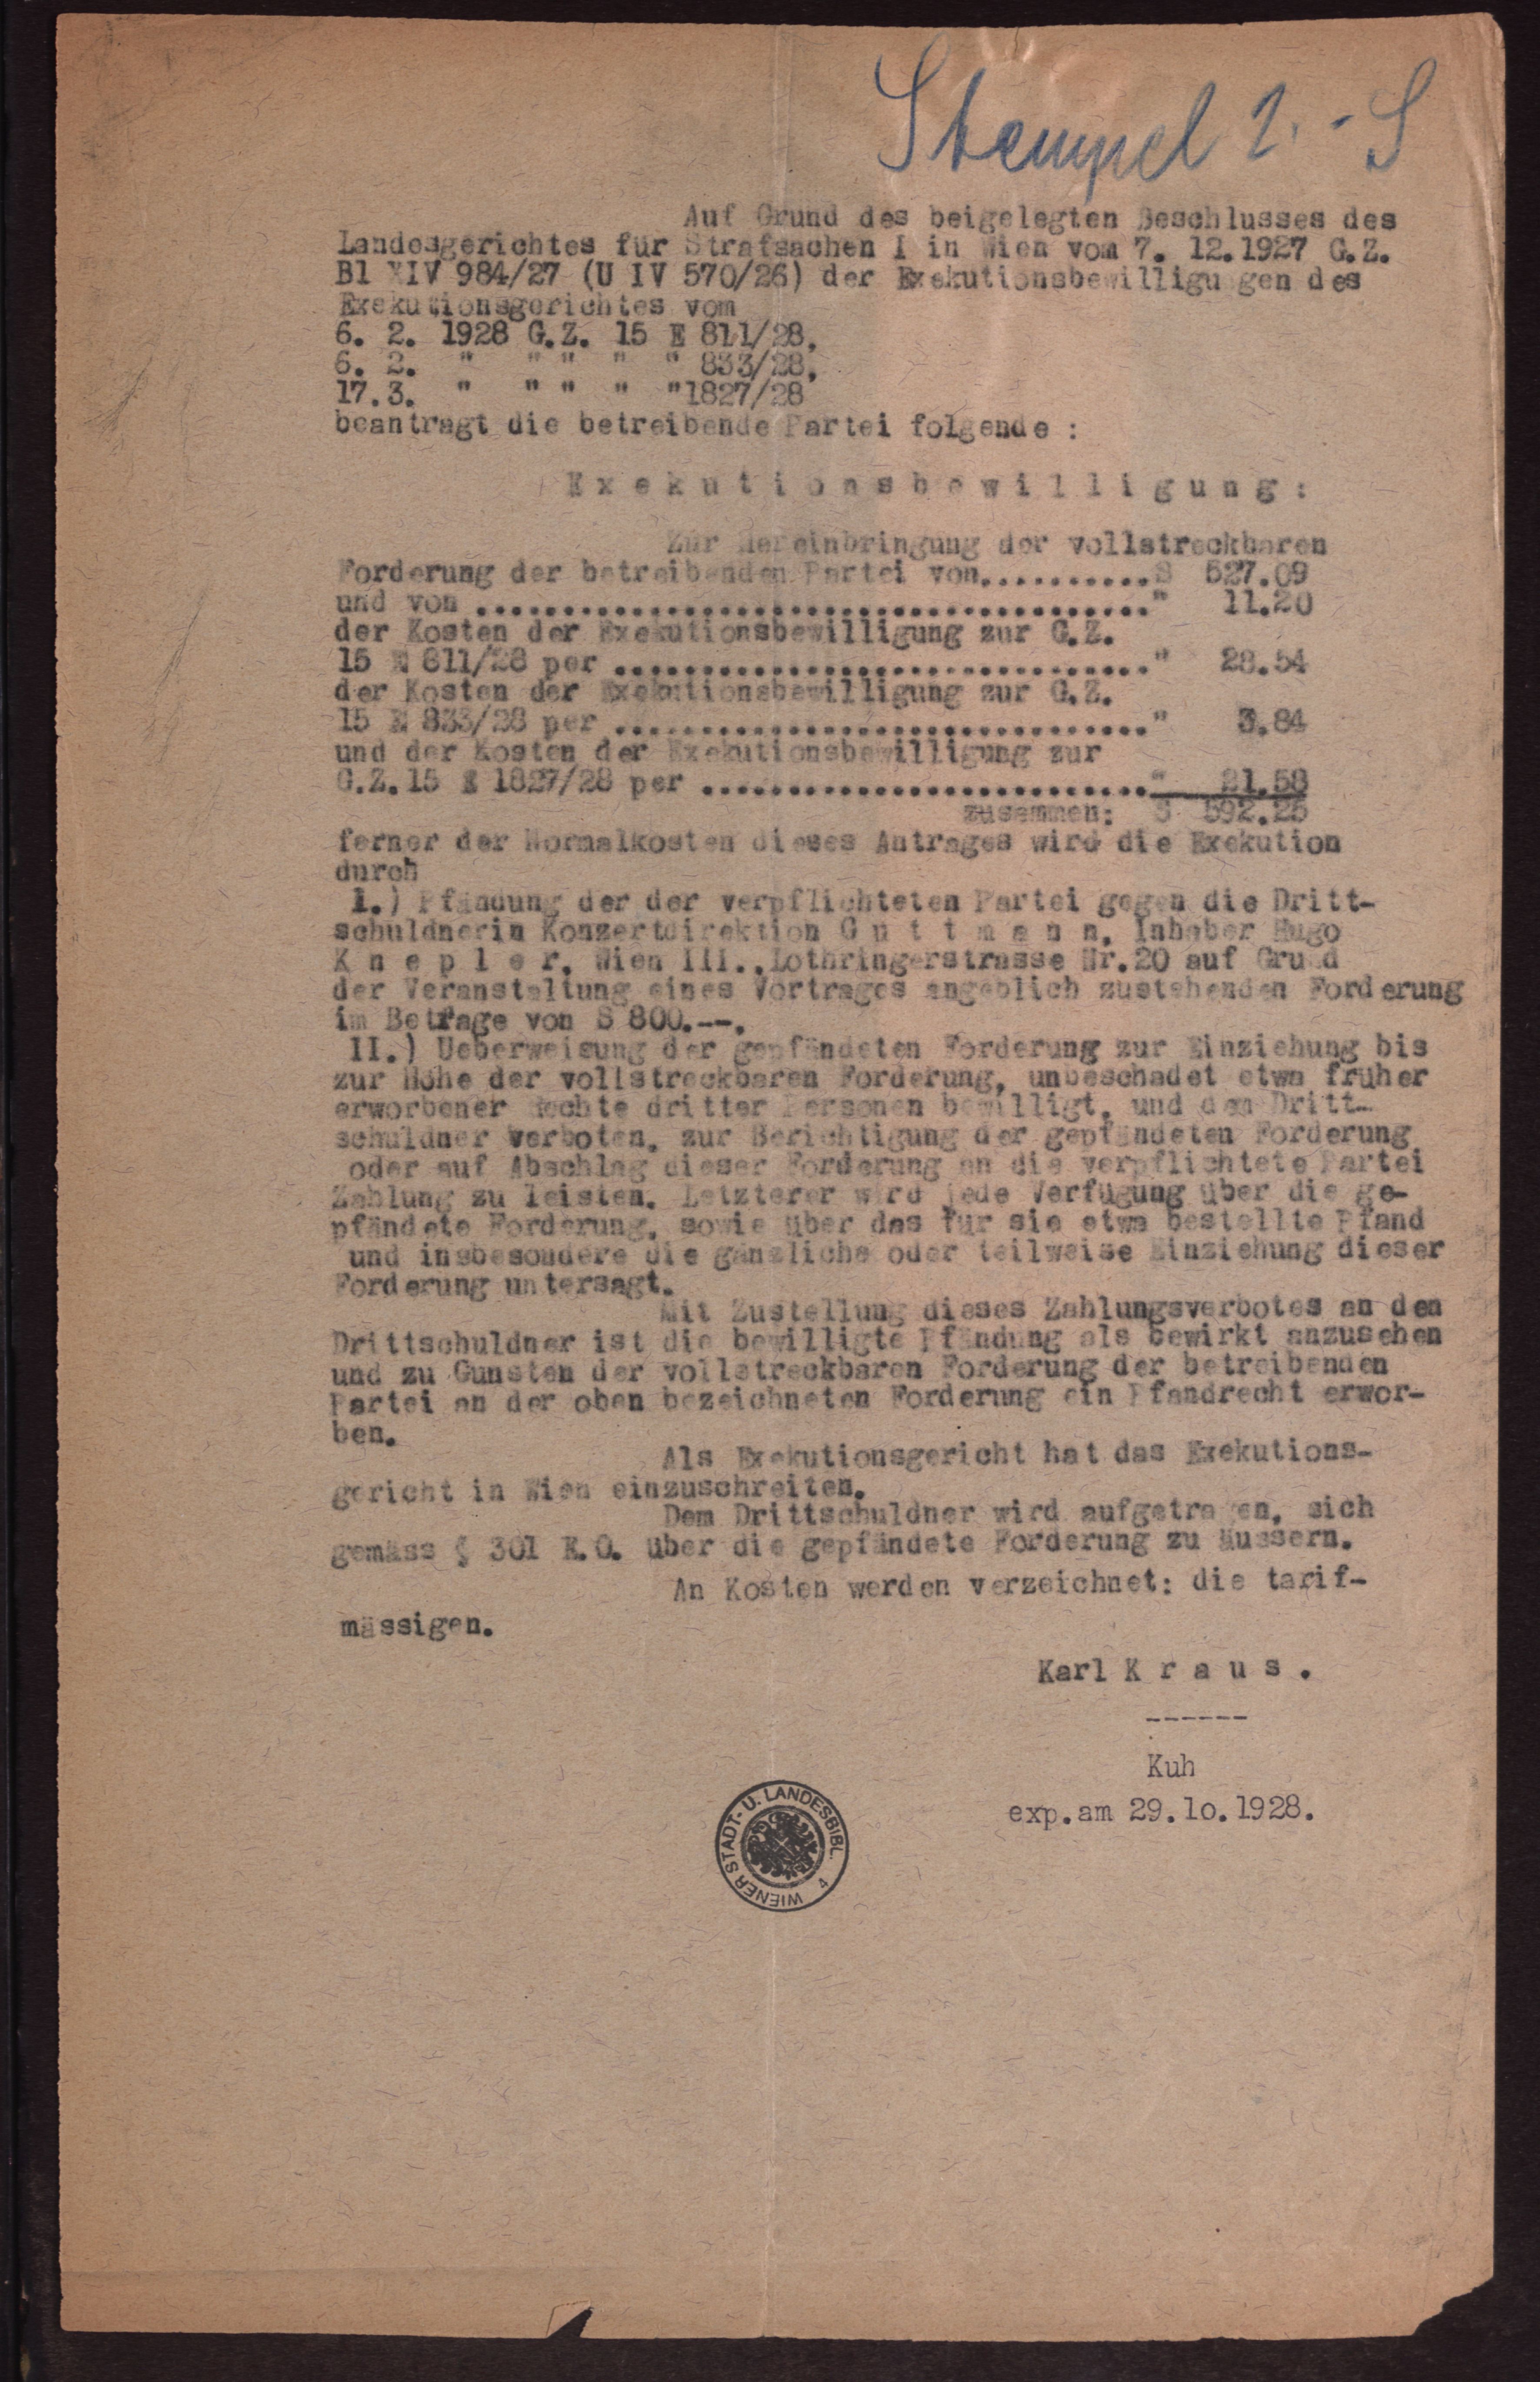 Stempel 2.- S
Auf Grund des beigelegten Beschlusses des
Landesgerichtes für Strafsachen I in Wien vom 7. 12.1927 G.Z.
Bl XIV 984/27 (U IV 570/26) der Exekutionsbewilligungen des
Exekutionsgerichtes vom
6. 2. 1928 G.Z. 15 E 811/28,
6. 2. " " " " " 833/28,
17.3. " " " " "1827/28
beantragt die betreibende Partei folgende :
E x e k u t i o n s b e w i l l i g u n g :
Zur Hereinbringung der vollstreckbaren
Forderung der betreibenden Partei von..........S 527.09
und von ......................................" 11.20
der Kosten der Exekutionsbewilligung zur G.Z.
15 E 811/28 per .............................." 28.54
der Kosten der Exekutionsbewilligung zur G.Z.
15 E 833/28 per .............................." 3.84
und der Kosten der Exekutionsbewilligung zur
G.Z.15 E 1827/28 per ........................." 21.58
zusammen: S 592.25
ferner der Normalkosten dieses Antrages wird die Exekution
durch
1.) Pfändung der der verpflichteten Partei gegen die Dritt-
schuldnerin Konzertdirektion G u t t m a n n, Inhaber Hugo
K n e p l e r, Wien III.,Lothringerstrasse Nr.20 auf Grund
der Veranstaltung eines Vortrages angeblich zustehenden Forderung
im Betrage von S 800.--.
II.) Ueberweisung der gepfändeten Forderung zur Einziehung bis
zur Höhe der vollstreckbaren Forderung, unbeschadet etwa früher
erworbener Rechte dritter Personen bewilligt, und dem Dritt-
schuldner verboten, zur Berichtigung der gepfändeten Forderung
oder auf Abschlag dieser Forderung an die verpflichtete Partei
Zahlung zu leisten. Letzterer wird jede Verfügung über die ge-
pfändete Forderung, sowie über das für sie etwa bestellte Pfand
und insbesondere die gänzliche oder teilweise Einziehung dieser
Forderung untersagt.
Mit Zustellung dieses Zahlungsverbotes an den
Drittschuldner ist die bewilligte Pfändung als bewirkt anzusehen
und zu Gunsten der vollstreckbaren Forderung der betreibenden
Partei an der oben bezeichneten Forderung ein Pfandrecht erwor-
ben.
Als Exekutionsgericht hat das Exekutions-
gericht in Wien einzuschreiten.
Dem Drittschuldner wird aufgetragen, sich
gemäss § 301 E.O. über die gepfändete Forderung zu äussern.
An Kosten werden verzeichnet: die tarif-
mässigen.
Karl K r a u s .
------
Kuh
exp.am 29.lo.1928.
WIENER STADT- U. LANDESBIBL. 4